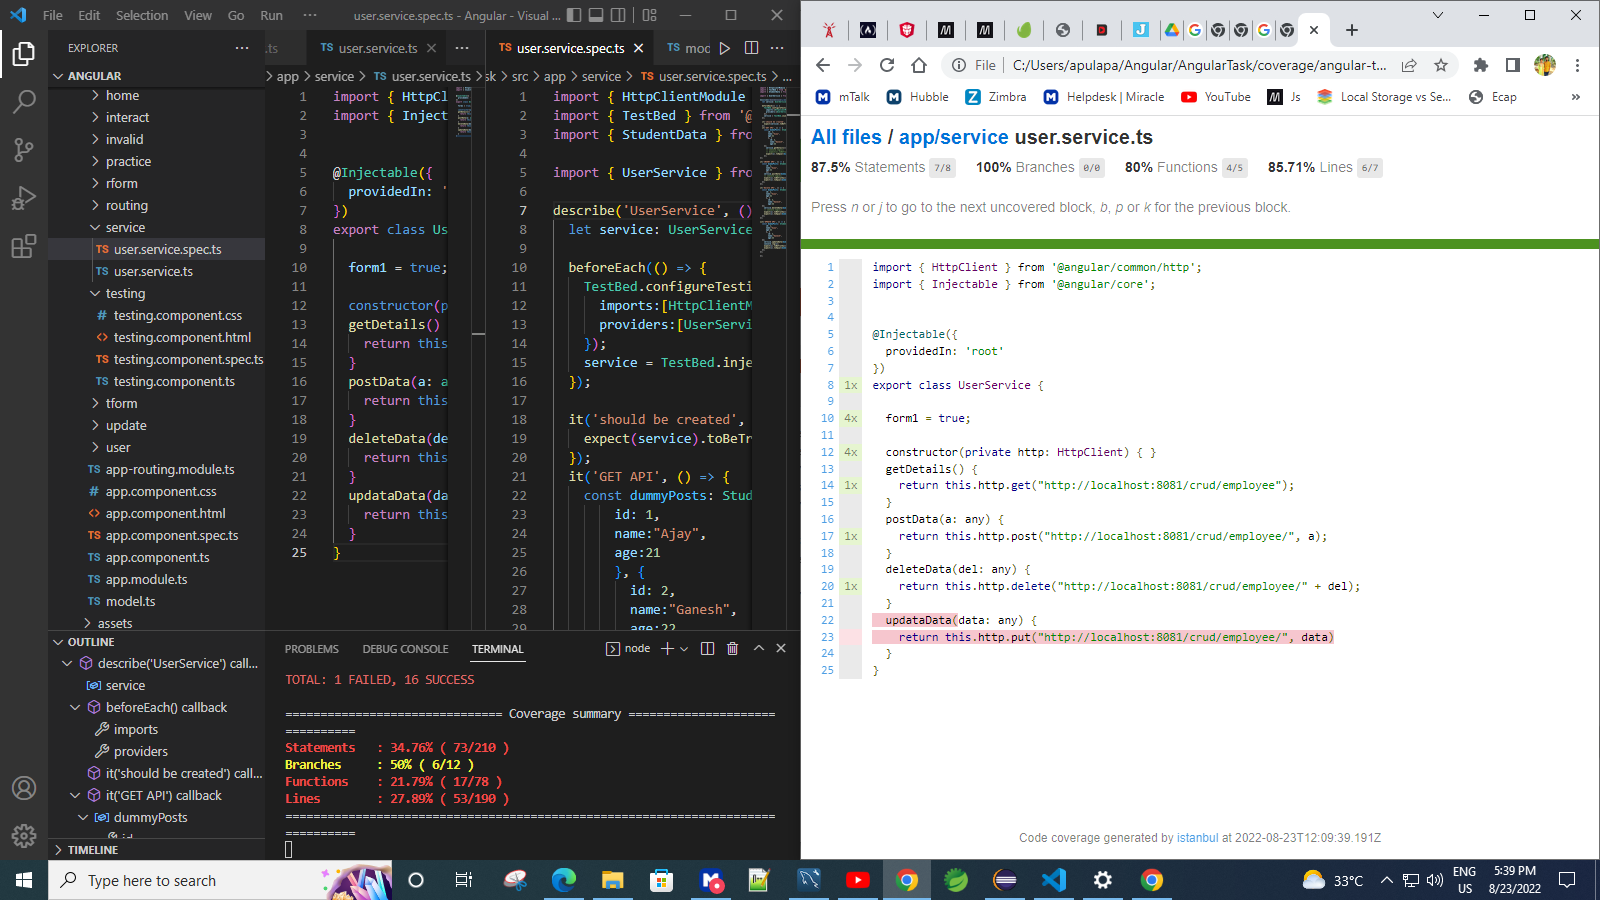 File Edit Selection View Go Run ··· user.service.spec.ts - Angular - Visual ...
EXPLORER ···
ANGULAR
home
interact
invalid
practice
rform
routing
service
TS user.service.spec.ts
TS user.service.ts
testing
# testing.component.css
<> testing.component.html
TS testing.component.spec.ts
TS testing.component.ts
tform
update
user
TS app-routing.module.ts
# app.component.css
<> app.component.html
TS app.component.spec.ts
TS app.component.ts
TS app.module.ts
TS model.ts
assets
OUTLINE
describe('UserService') call...
service
beforeEach() callback
imports
providers
it('should be created') call...
it('GET API') callback
dummyPosts
id
TIMELINE
.ts TS user.service.ts ···
> app > service > TS user.service.ts
1 import { HttpCl
2 import { Inject
3
4
5 @Injectable({
6 providedIn: '
7 })
8 export class Us
9
10 form1 = true;
11
12 constructor(p
13 getDetails()
14 return this
15 }
16 postData(a: a
17 return this
18 }
19 deleteData(de
20 return this
21 }
22 updataData(da
23 return this
24 }
25 }
TS user.service.spec.ts TS mod ···
sk > src > app > service > TS user.service.spec.ts > ...
1 import { HttpClientModule
2 import { TestBed } from '@
3 import { StudentData } fro
4
5 import { UserService } fro
6
7 describe('UserService', ()
8 let service: UserService
9
10 beforeEach(() => {
11 TestBed.configureTesti
12 imports:[HttpClientM
13 providers:[UserServi
14 });
15 service = TestBed.inje
16 });
17
18 it('should be created',
19 expect(service).toBeTr
20 });
21 it('GET API', () => {
22 const dummyPosts: Stud
23 id: 1,
24 name:"Ajay",
25 age:21
26 }, {
27 id: 2,
28 name:"Ganesh",
29 age:22
PROBLEMS DEBUG CONSOLE TERMINAL node
TOTAL: 1 FAILED, 16 SUCCESS
=============================== Coverage summary =====================
==========
Statements : 34.76% ( 73/210 )
Branches : 50% ( 6/12 )
Functions : 21.79% ( 17/78 )
Lines : 27.89% ( 53/190 )
======================================================================
==========
File C:/Users/apulapa/Angular/AngularTask/coverage/angular-t...
mTalk Hubble Zimbra Helpdesk | Miracle YouTube Js Local Storage vs Se... Ecap »
All files / app/service user.service.ts
87.5% Statements 7/8 100% Branches 0/0 80% Functions 4/5 85.71% Lines 6/7
Press n or j to go to the next uncovered block, b, p or k for the previous block.
1 import { HttpClient } from '@angular/common/http';
2 import { Injectable } from '@angular/core';
3
4
5 @Injectable({
6 providedIn: 'root'
7 })
8 1x export class UserService {
9
10 4x form1 = true;
11
12 4x constructor(private http: HttpClient) { }
13 getDetails() {
14 1x return this.http.get("http://localhost:8081/crud/employee");
15 }
16 postData(a: any) {
17 1x return this.http.post("http://localhost:8081/crud/employee/", a);
18 }
19 deleteData(del: any) {
20 1x return this.http.delete("http://localhost:8081/crud/employee/" + del);
21 }
22 updataData(data: any) {
23 return this.http.put("http://localhost:8081/crud/employee/", data)
24 }
25 }
Code coverage generated by istanbul at 2022-08-23T12:09:39.191Z
Type here to search
33°C
ENG
US
5:39 PM
8/23/2022